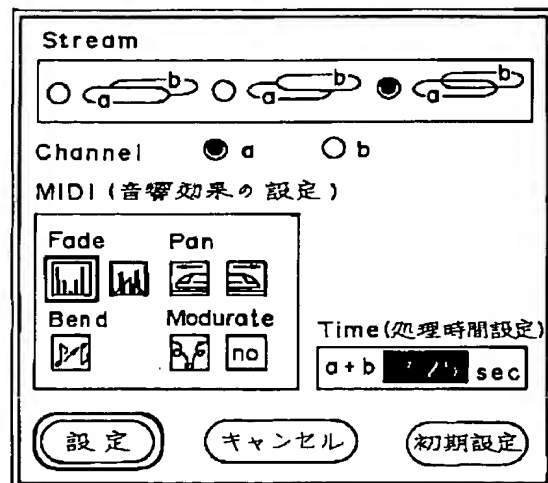 Stream
a b a b a b
Channel a b
MIDI (音響効果の設定)
Fade Pan
Bend Modurate
no
Time(処理時間設定)
a+b sec
設定 キャンセル 初期設定